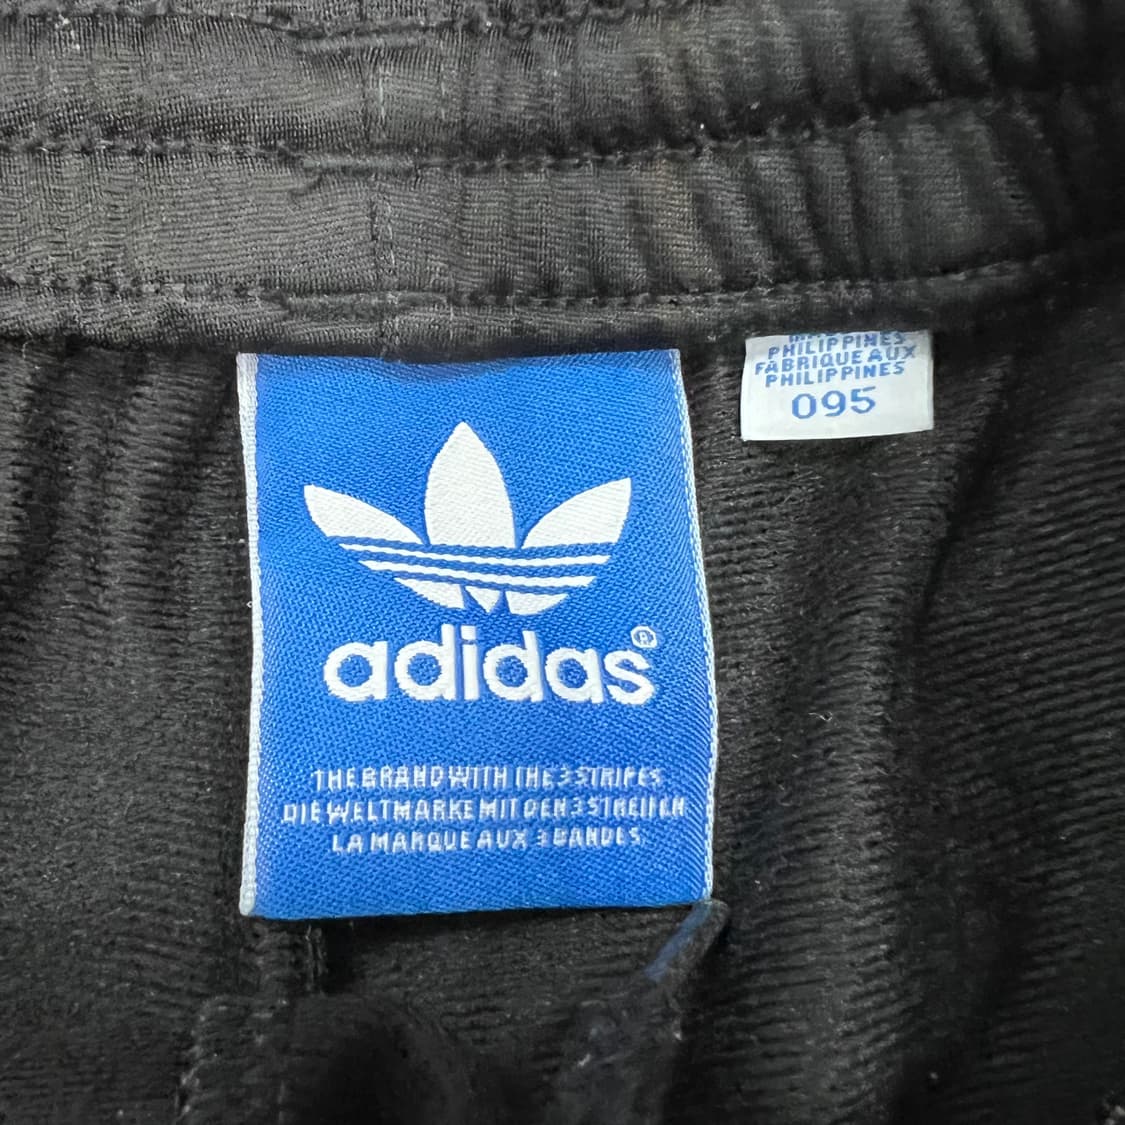 adidas®
THE BRAND WITH THE 3 STRIPES
DIE WELTMARKE MIT DEN 3 STREIFEN
LA MARQUE AUX 3 BANDES
PHILIPPINES
FABRIQUE AUX
PHILIPPINES
095